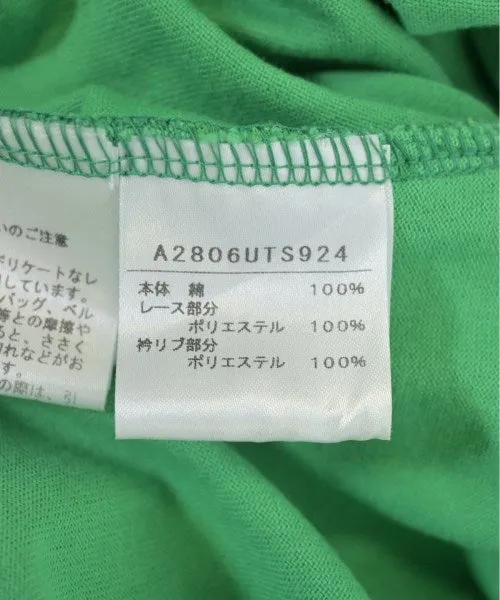 いのご注意
リケートなレ
しています。
バッグ、ベル
等との摩擦や
ると、ささく
れなどがお
す。
の際は、引
A2806UTS924
本体 綿 100%
レース部分
ポリエステル 100%
衿リブ部分
ポリエステル 100%